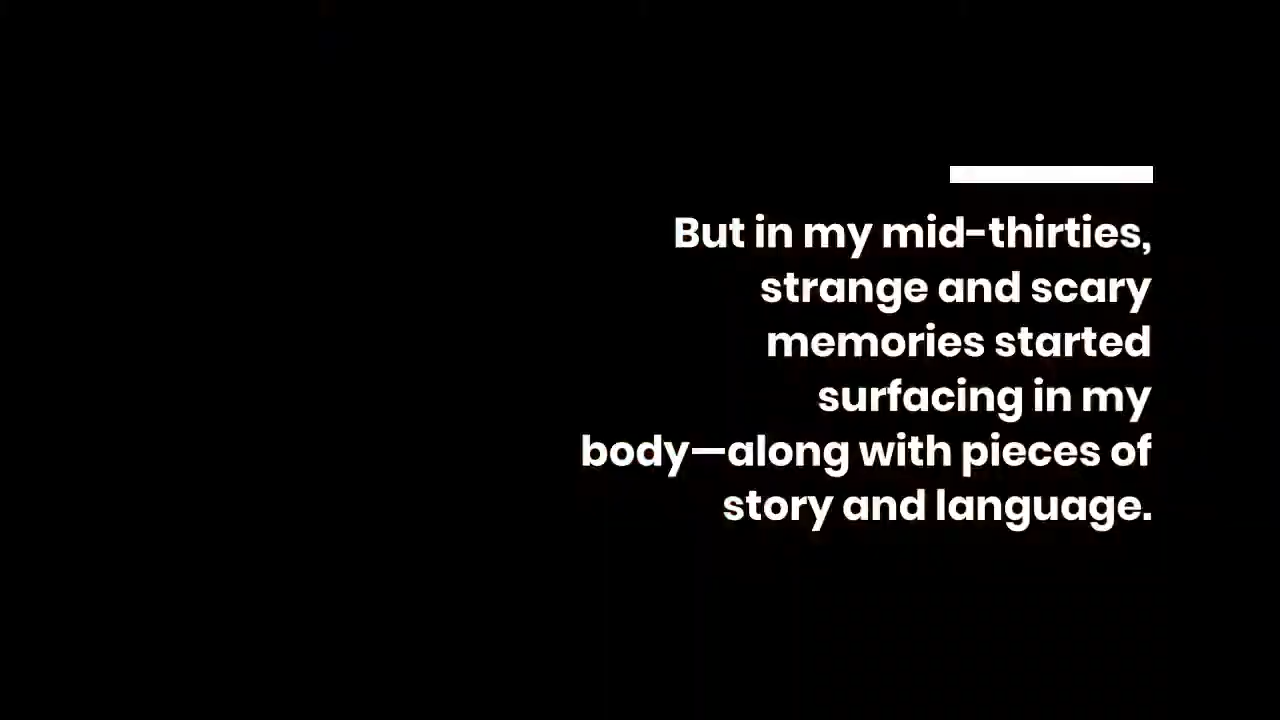 But in my mid-thirties,
strange and scary
memories started
surfacing in my
body—along with pieces of
story and language.